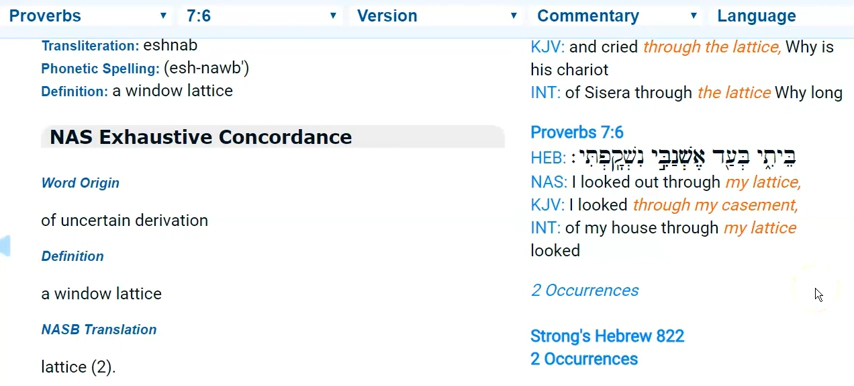 Proverbs 7:6 Version Commentary Language
Transliteration: eshnab
Phonetic Spelling: (esh-nawb')
Definition: a window lattice
NAS Exhaustive Concordance
Word Origin
of uncertain derivation
Definition
a window lattice
NASB Translation
lattice (2).
KJV: and cried through the lattice, Why is
his chariot
INT: of Sisera through the lattice Why long
Proverbs 7:6
HEB: בֵּיתִ֑י בְּעַ֖ד אֶשְׁנַבִּ֣י נִשְׁקָֽפְתִּי׃
NAS: I looked out through my lattice,
KJV: I looked through my casement,
INT: of my house through my lattice
looked
2 Occurrences
Strong's Hebrew 822
2 Occurrences